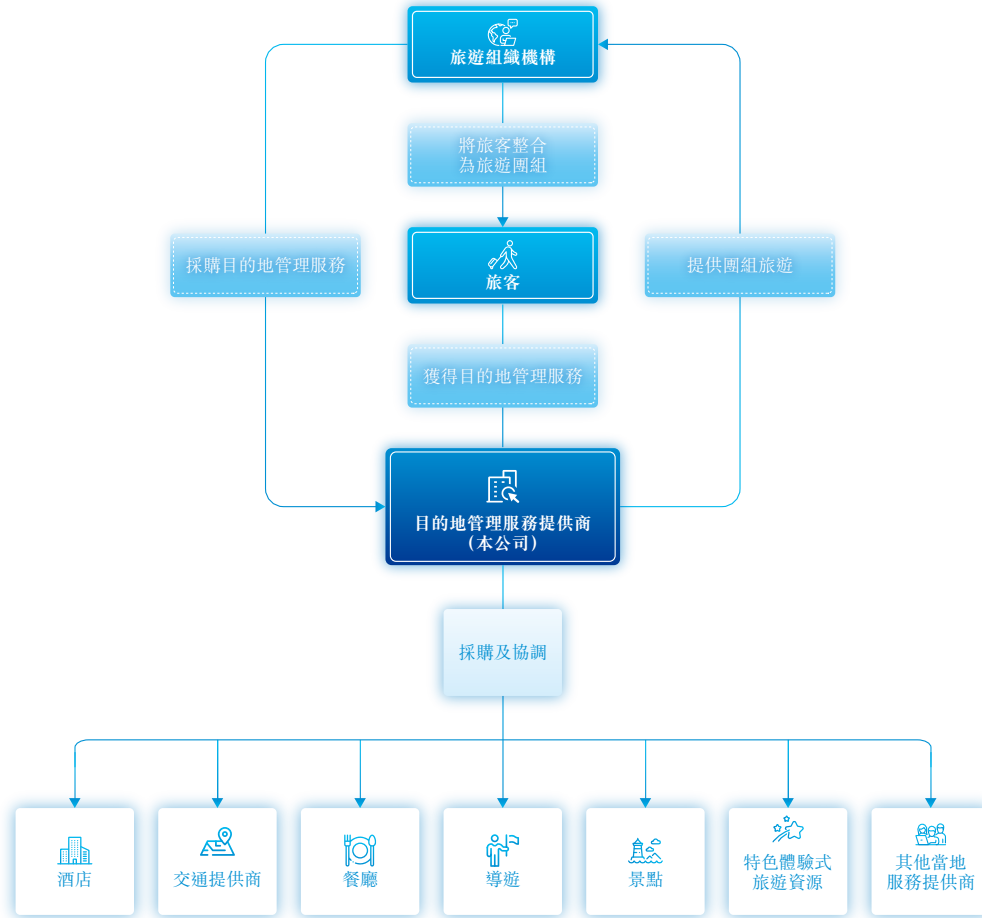 旅遊組織機構
將旅客整合
為旅遊團組
採購目的地管理服務
提供團組旅遊
旅客
獲得目的地管理服務
目的地管理服務提供商
(本公司)
採購及協調
酒店
交通提供商
餐廳
導遊
景點
特色體驗式
旅遊資源
其他當地
服務提供商